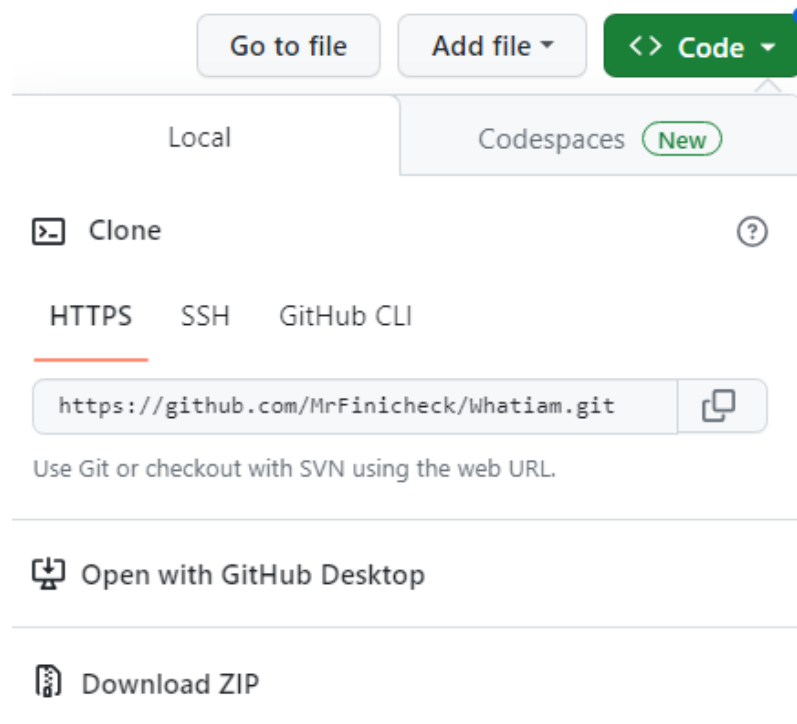 Go to file Add file <> Code
Local Codespaces New
Clone
HTTPS SSH GitHub CLI
https://github.com/MrFinicheck/Whatiam.git
Use Git or checkout with SVN using the web URL.
Open with GitHub Desktop
Download ZIP